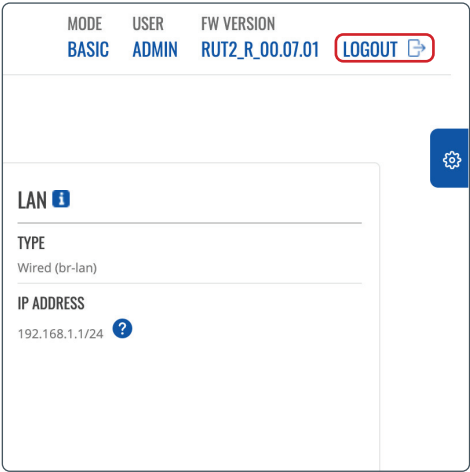 MODE USER FW VERSION
BASIC ADMIN RUT2_R_00.07.01 LOGOUT
LAN i
TYPE
Wired (br-lan)
IP ADDRESS
192.168.1.1/24 ?